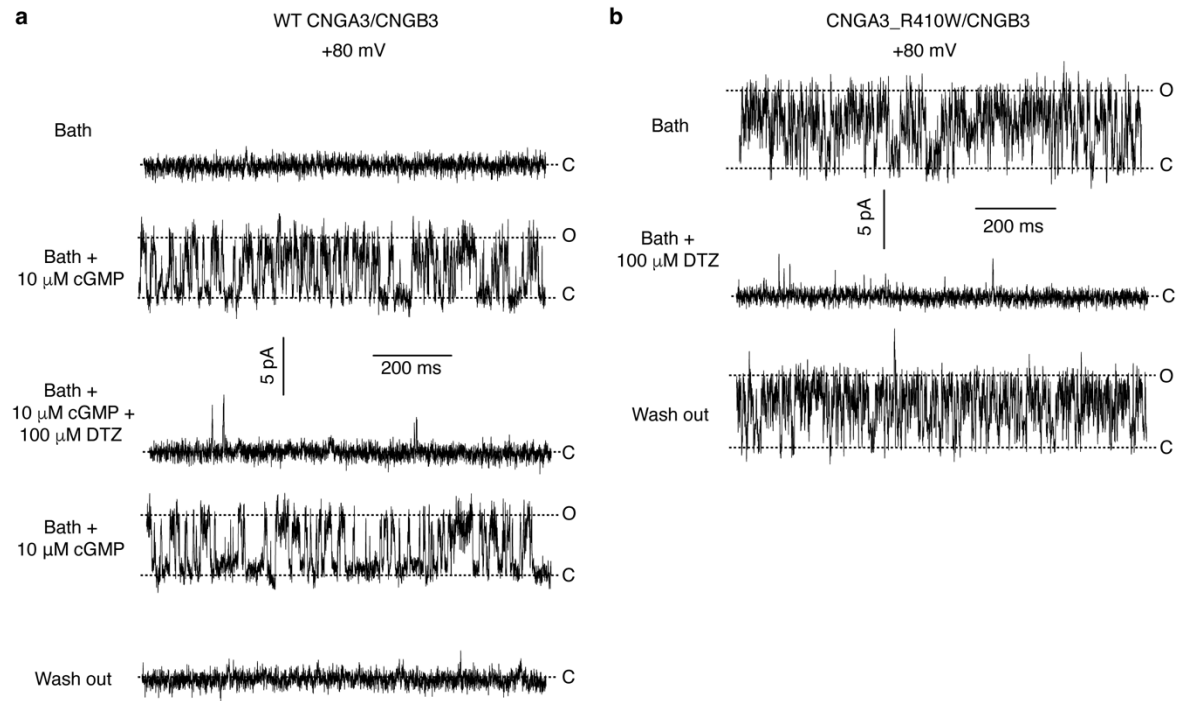 a
WT CNGA3/CNGB3
+80 mV
Bath
C
O
Bath +
10 μM cGMP
C
5 pA
200 ms
Bath +
10 μM cGMP +
100 μM DTZ
C
O
Bath +
10 μM cGMP
C
Wash out
C
b
CNGA3_R410W/CNGB3
+80 mV
O
Bath
C
5 pA
200 ms
Bath +
100 μM DTZ
C
O
Wash out
C